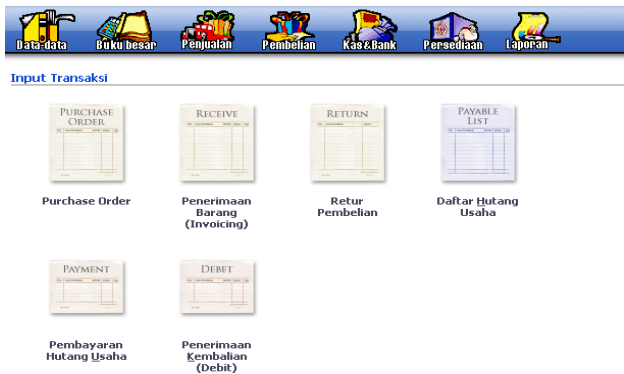 Data-data Buku besar Penjualan Pembelian Kas&Bank Persediaan Laporan
Input Transaksi
PURCHASE
ORDER
RECEIVE
RETURN
PAYABLE
LIST
Purchase Order
Penerimaan
Barang
(Invoicing)
Retur
Pembelian
Daftar Hutang
Usaha
PAYMENT
DEBET
Pembayaran
Hutang Usaha
Penerimaan
Kembalian
(Debit)